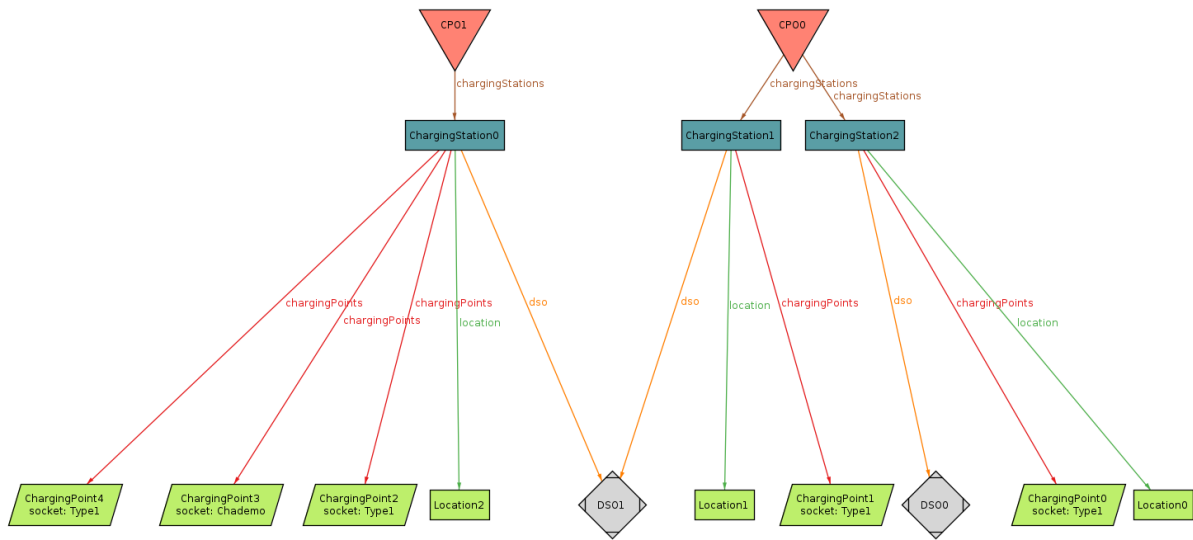 CPO1
CPO0
chargingStations
chargingStations
chargingStations
ChargingStation0
ChargingStation1
ChargingStation2
chargingPoints
chargingPoints
chargingPoints
location
dso
dso
location
chargingPoints
dso
chargingPoints
location
ChargingPoint4
socket: Type1
ChargingPoint3
socket: Chademo
ChargingPoint2
socket: Type1
Location2
DSO1
Location1
ChargingPoint1
socket: Type1
DSO0
ChargingPoint0
socket: Type1
Location0